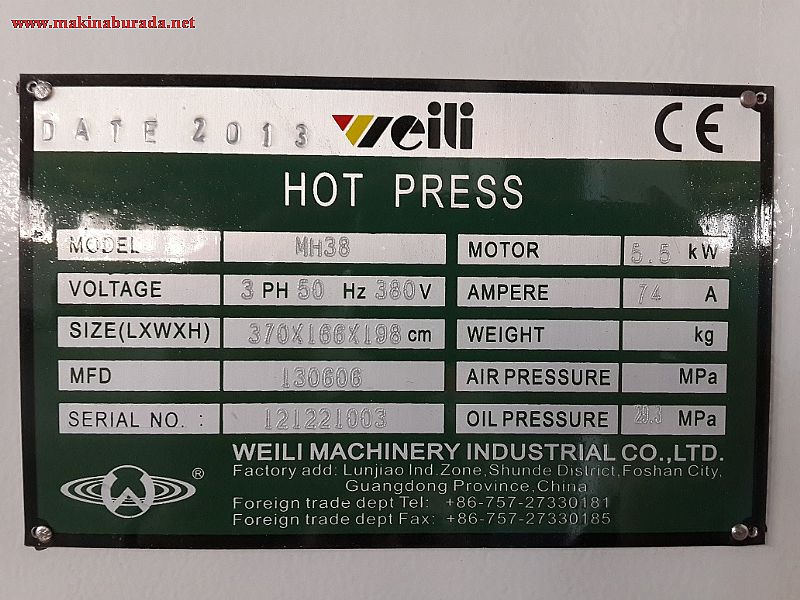 www.makinaburada.net
DATE 2013 Weili CE
HOT PRESS
MODEL MH38 MOTOR 5.5 kW
VOLTAGE 3 PH 50 Hz 380 V AMPERE 74 A
SIZE(LXWXH) 370X166X198 cm WEIGHT kg
MFD 130606 AIR PRESSURE MPa
SERIAL NO. : 121221003 OIL PRESSURE 20.3 MPa
WEILI MACHINERY INDUSTRIAL CO.,LTD.
Factory add: Lunjiao Ind.Zone,Shunde District,Foshan City,
Guangdong Province,China
Foreign trade dept Tel: +86-757-27330181
Foreign trade dept Fax: +86-757-27330185
®